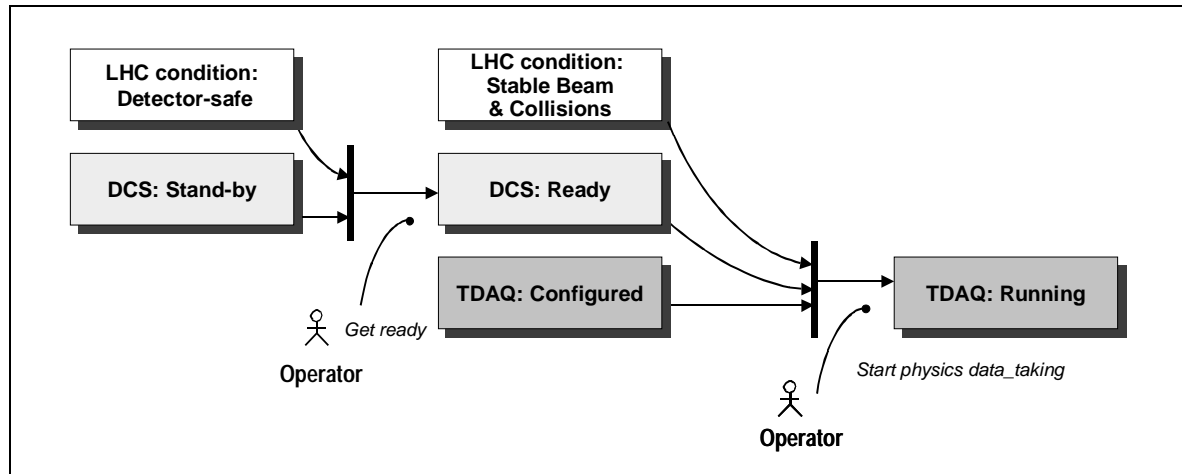 LHC condition:
Detector-safe
DCS: Stand-by
LHC condition:
Stable Beam
& Collisions
DCS: Ready
TDAQ: Configured
TDAQ: Running
Get ready
Operator
Start physics data_taking
Operator